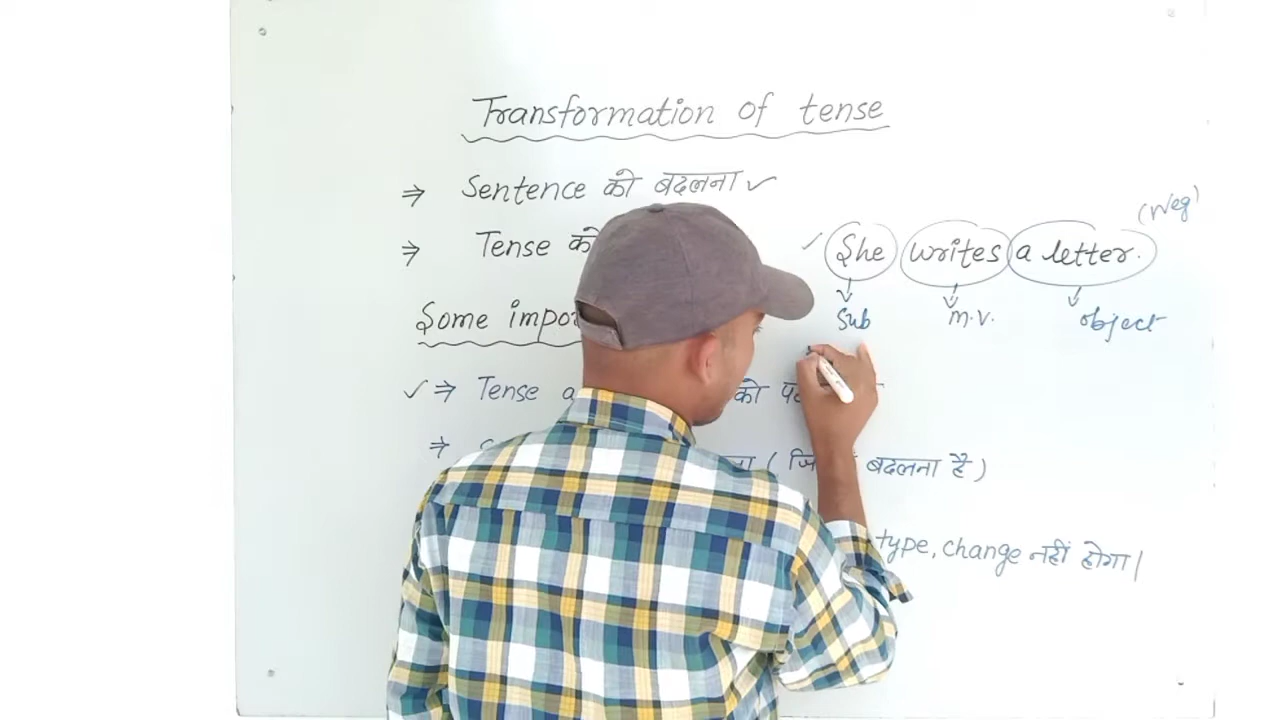 Transformation of tense
⇒ Sentence को बदलना ✓
(Neg)
⇒ Tense को
✓ She writes a letter.
Sub m.v. object
Some impo
✓ ⇒ Tense a को
⇒ S ( बदलना है )
type, change नहीं होगा |